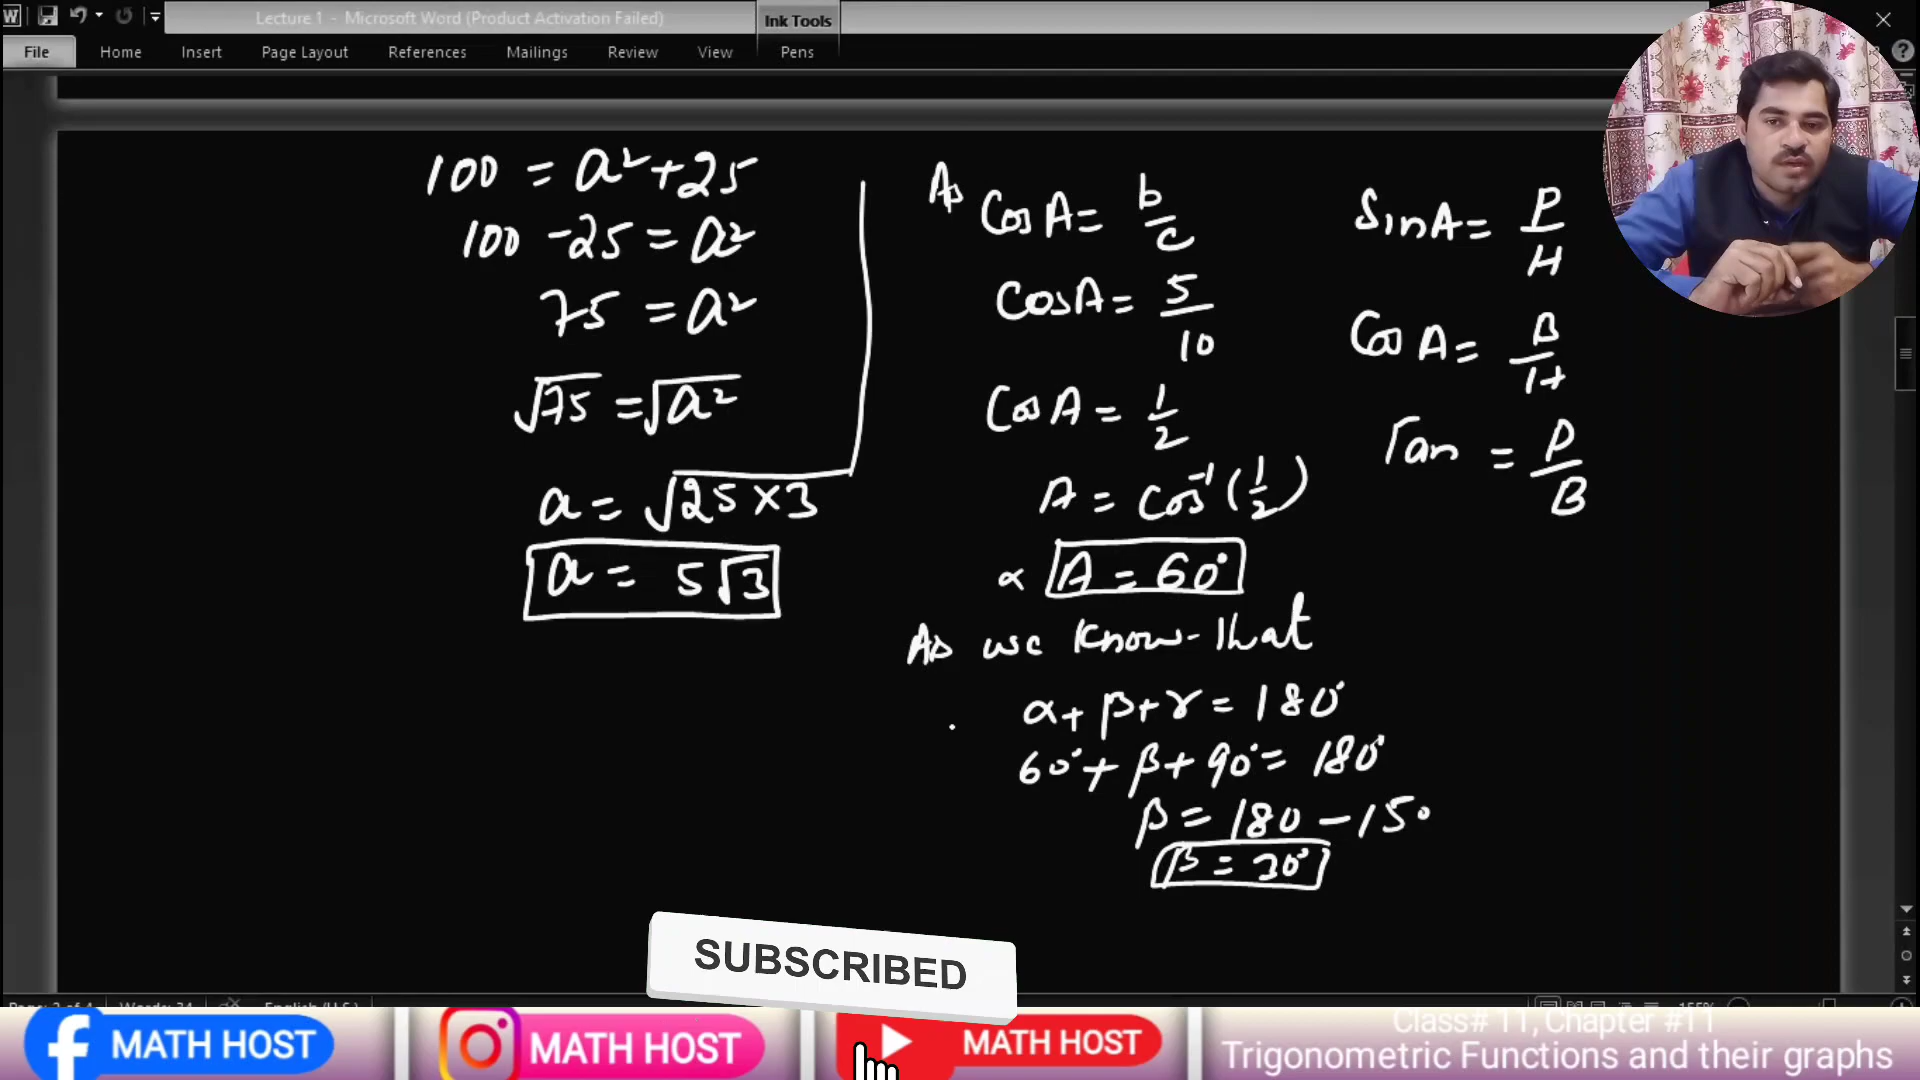 Lecture 1 - Microsoft Word (Product Activation Failed)
Ink Tools
File Home Insert Page Layout References Mailings Review View Pens
100 = a² + 25
100 - 25 = a²
75 = a²
√75 = √a²
a = √25 × 3
a = 5√3
As Cos A = b/c
Cos A = 5/10
Cos A = 1/2
A = Cos⁻¹ (1/2)
∝ A = 60°
As we know that
α + β + γ = 180°
60° + β + 90° = 180°
β = 180 - 150
β = 30°
Sin A = P/H
Cos A = B/H
Tan = P/B
SUBSCRIBED
English (U.S.)
155%
MATH HOST
MATH HOST
MATH HOST
Class# 11, Chapter #11
Trigonometric Functions and their graphs